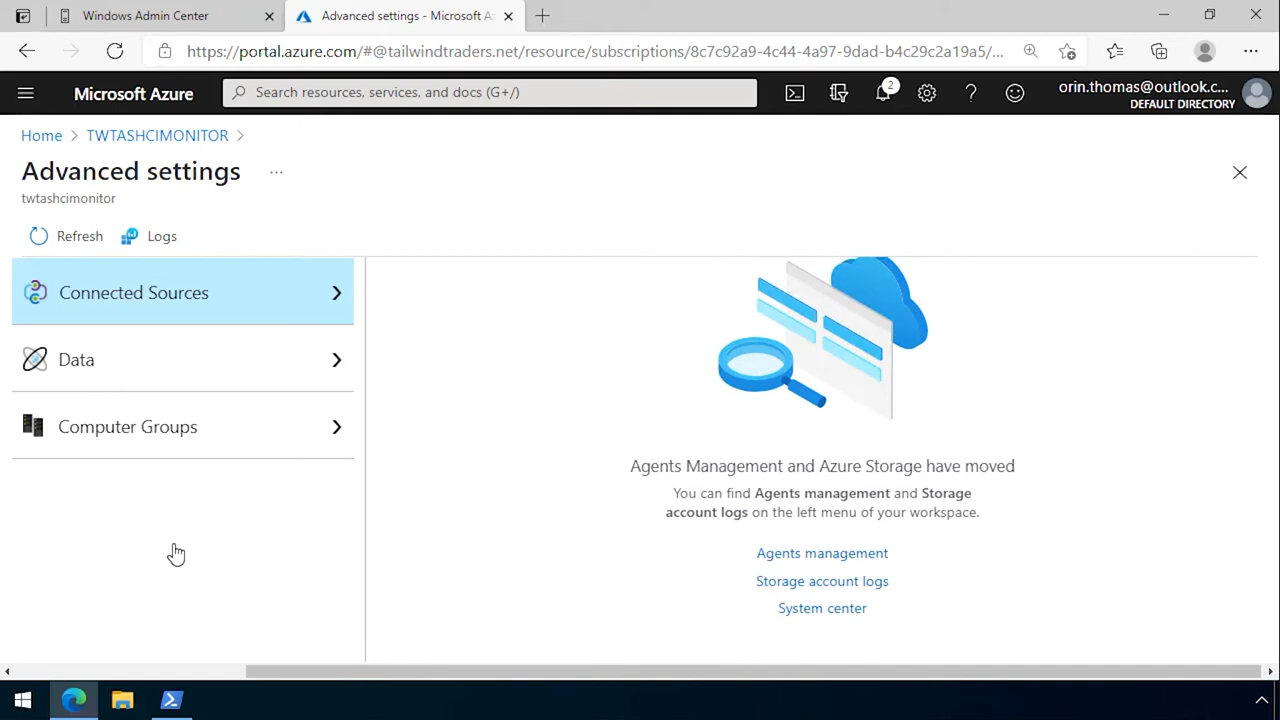 Windows Admin Center
Advanced settings - Microsoft A
https://portal.azure.com/#@tailwindtraders.net/resource/subscriptions/8c7c92a9-4c44-4a97-9dad-b4c29c2a19a5/...
Microsoft Azure
Search resources, services, and docs (G+/)
2
orin.thomas@outlook.c...
DEFAULT DIRECTORY
Home > TWTASHCIMONITOR >
Advanced settings ...
twtashcimonitor
Refresh
Logs
Connected Sources
Data
Computer Groups
Agents Management and Azure Storage have moved
You can find Agents management and Storage
account logs on the left menu of your workspace.
Agents management
Storage account logs
System center